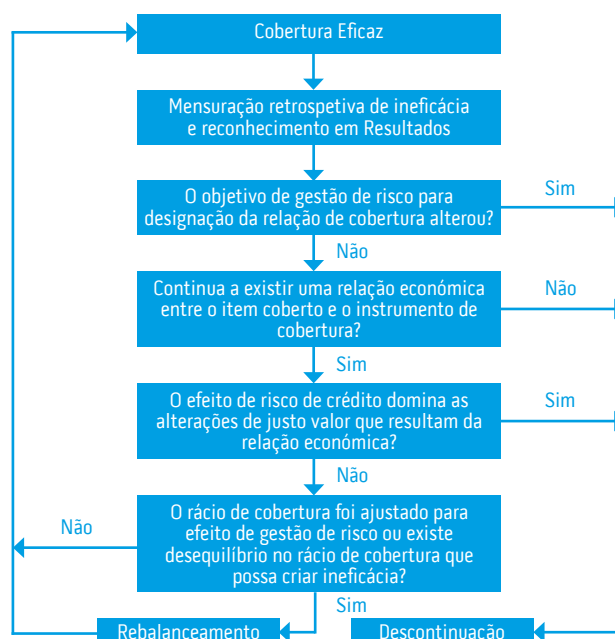 Cobertura Eficaz
Mensuração retrospetiva de ineficácia
e reconhecimento em Resultados
O objetivo de gestão de risco para
designação da relação de cobertura alterou?
Sim
Não
Continua a existir uma relação económica
entre o item coberto e o instrumento de
cobertura?
Não
Sim
O efeito de risco de crédito domina as
alterações de justo valor que resultam da
relação económica?
Sim
Não
O rácio de cobertura foi ajustado para
efeito de gestão de risco ou existe
desequilíbrio no rácio de cobertura que
possa criar ineficácia?
Não
Sim
Rebalanceamento
Descontinuação